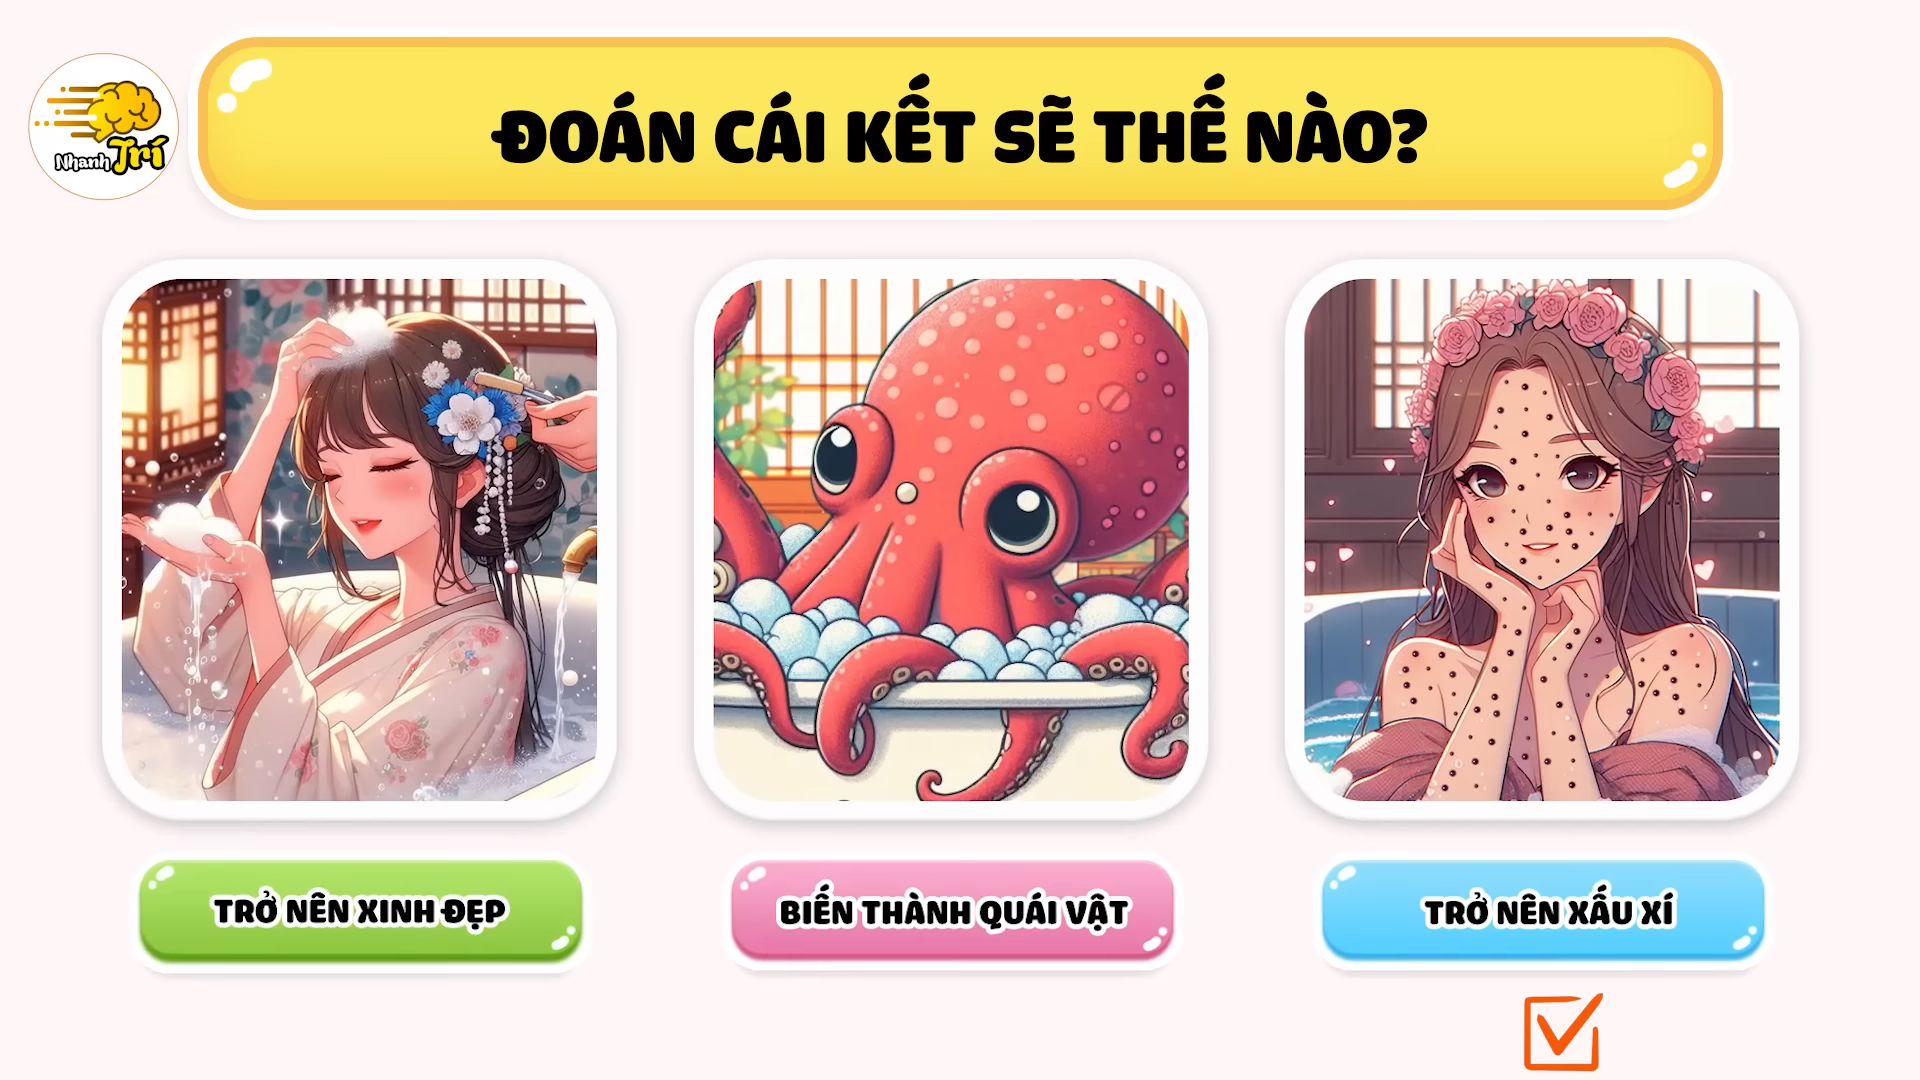 Nhanh Trí
ĐOÁN CÁI KẾT SẼ THẾ NÀO?
TRỞ NÊN XINH ĐẸP
BIẾN THÀNH QUÁI VẬT
TRỞ NÊN XẤU XÍ